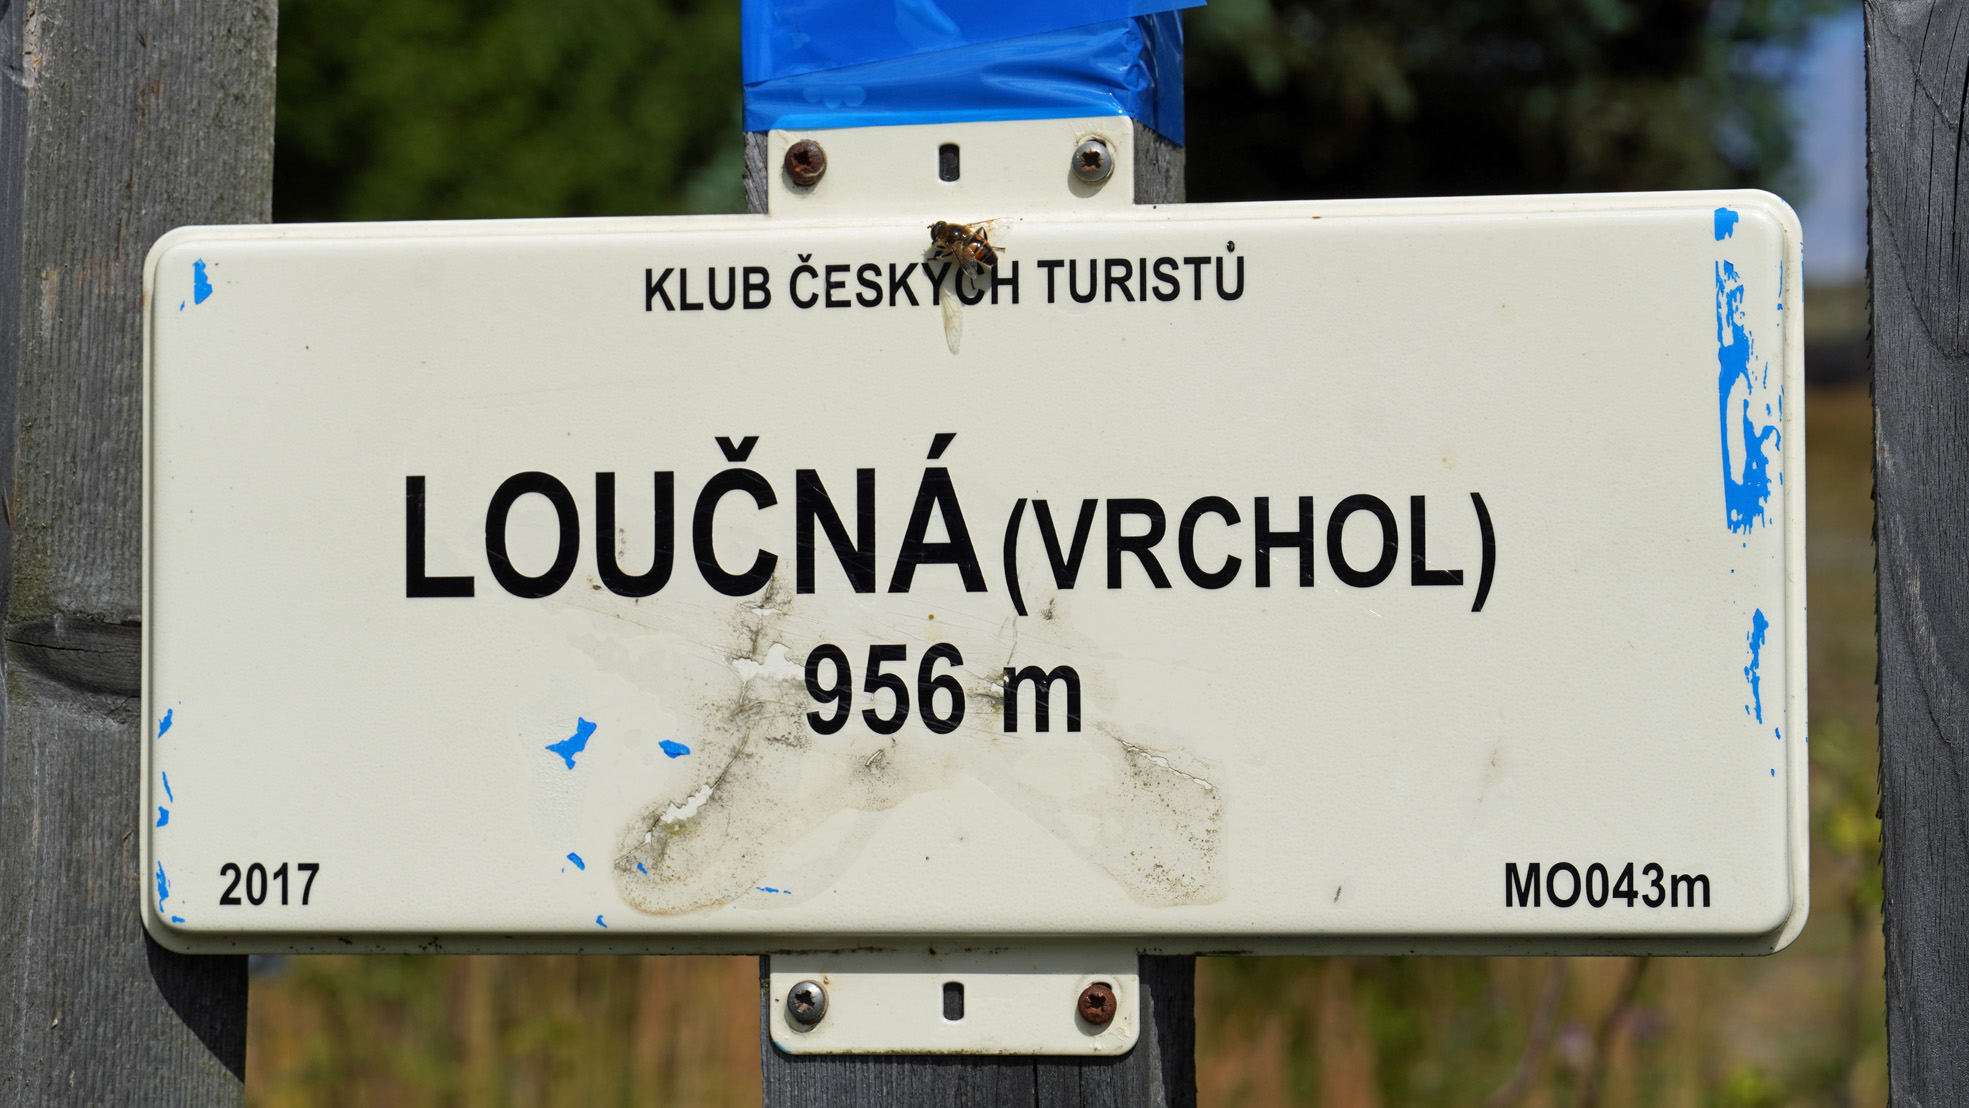 KLUB ČESKÝCH TURISTŮ
LOUČNÁ (VRCHOL)
956 m
2017 MO043m